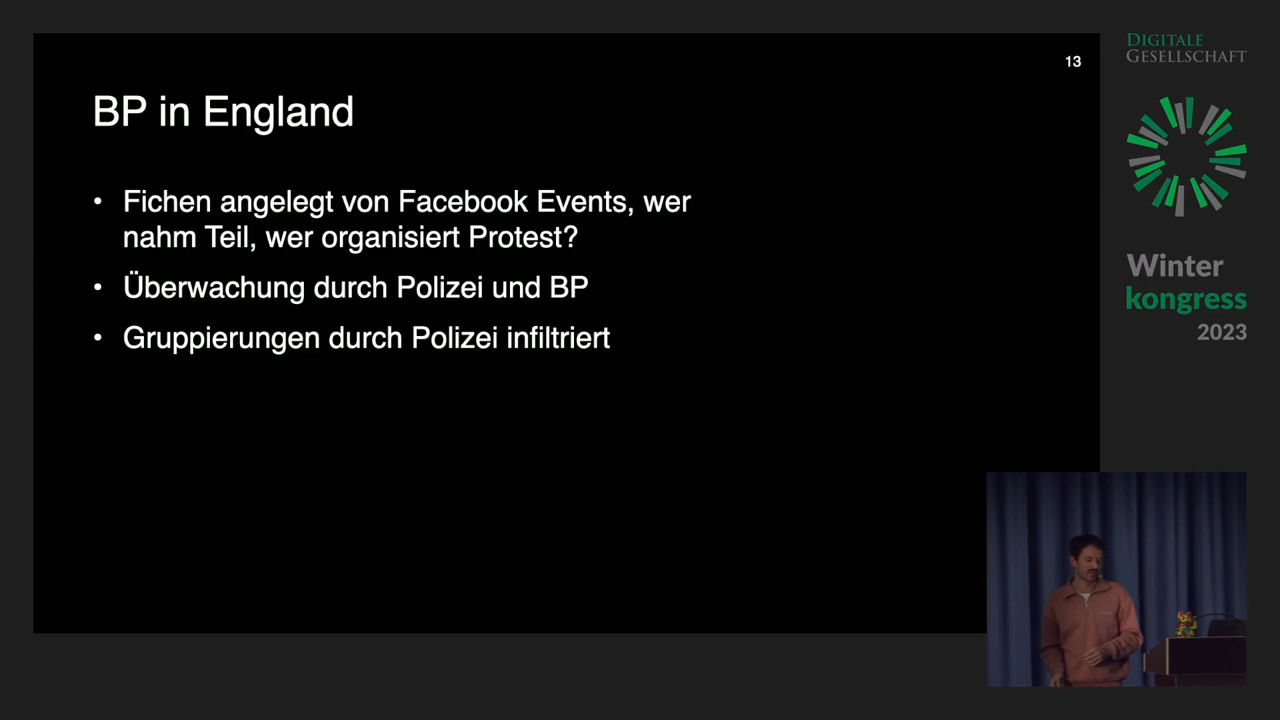 13
BP in England
• Fichen angelegt von Facebook Events, wer
nahm Teil, wer organisiert Protest?
• Überwachung durch Polizei und BP
• Gruppierungen durch Polizei infiltriert
DIGITALE
GESELLSCHAFT
Winter
kongress
2023